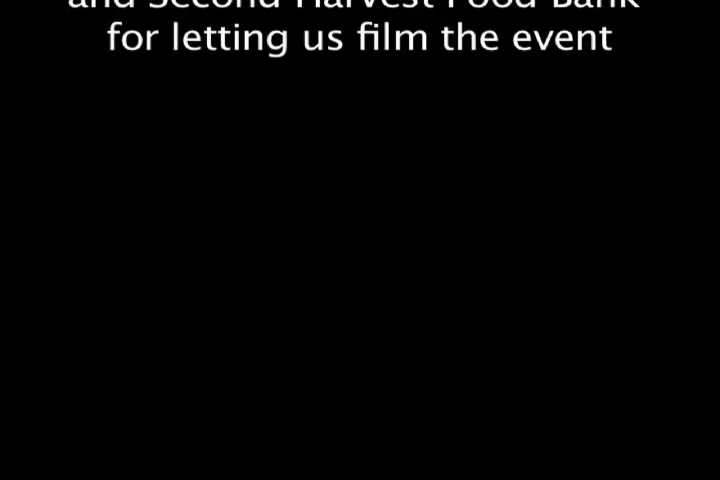 and Second Harvest Food Bank
for letting us film the event